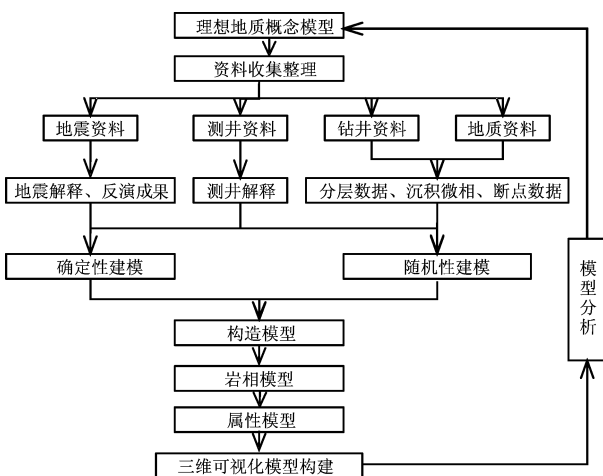 理想地质概念模型
资料收集整理
地震资料
测井资料
钻井资料
地质资料
地震解释、反演成果
测井解释
分层数据、沉积微相、断点数据
确定性建模
随机性建模
模型分析
构造模型
岩相模型
属性模型
三维可视化模型构建